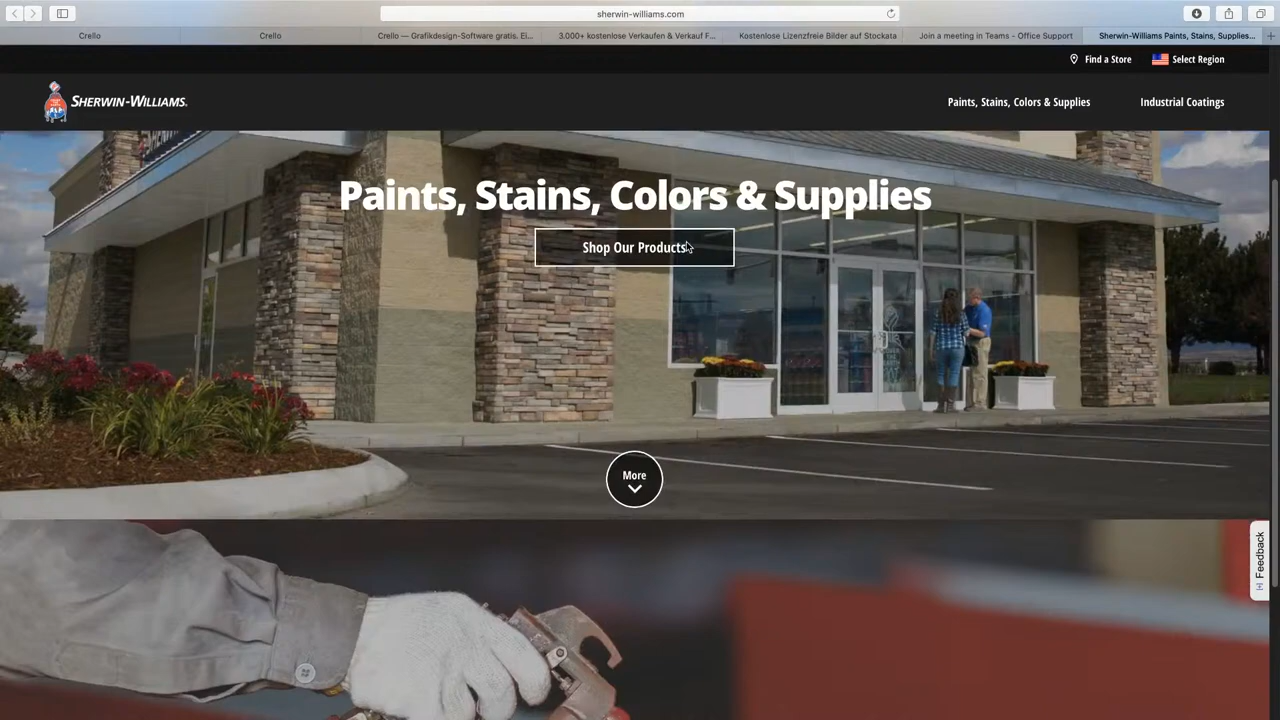 sherwin-williams.com
Crello
Crello
Crello — Grafikdesign-Software gratis. Ei...
3.000+ kostenlose Verkaufen & Verkauf F...
Kostenlose Lizenzfreie Bilder auf Stockata
Join a meeting in Teams - Office Support
Sherwin-Williams Paints, Stains, Supplies...
Find a Store
Select Region
SHERWIN-WILLIAMS.
Paints, Stains, Colors & Supplies
Industrial Coatings
Paints, Stains, Colors & Supplies
Shop Our Products
More
Feedback